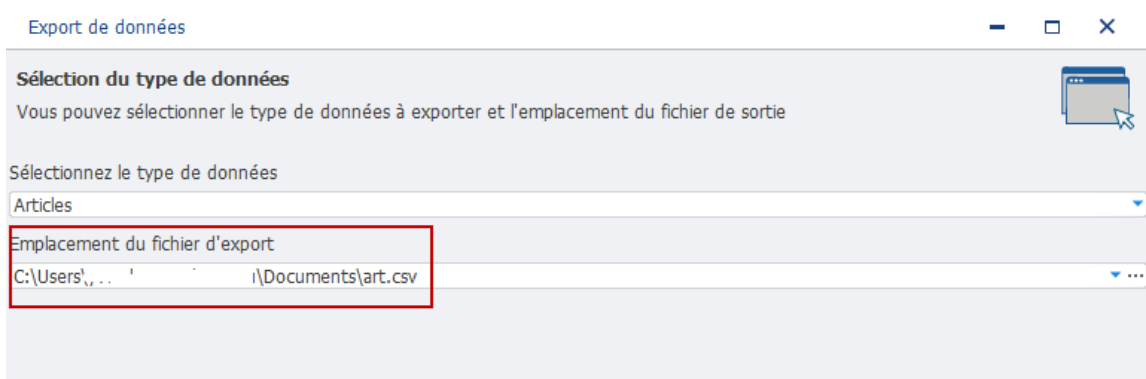 Export de données
Sélection du type de données
Vous pouvez sélectionner le type de données à exporter et l'emplacement du fichier de sortie
Sélectionnez le type de données
Articles
Emplacement du fichier d'export
C:\Users\ \Documents\art.csv